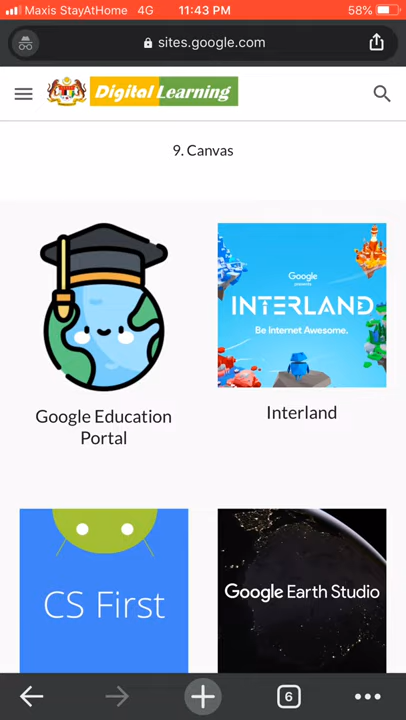 Maxis StayAtHome 4G 11:43 PM 58%
sites.google.com
Digital Learning
9. Canvas
Google
presents
INTERLAND
Be Internet Awesome.
Google Education
Portal
Interland
CS First
Google Earth Studio
6